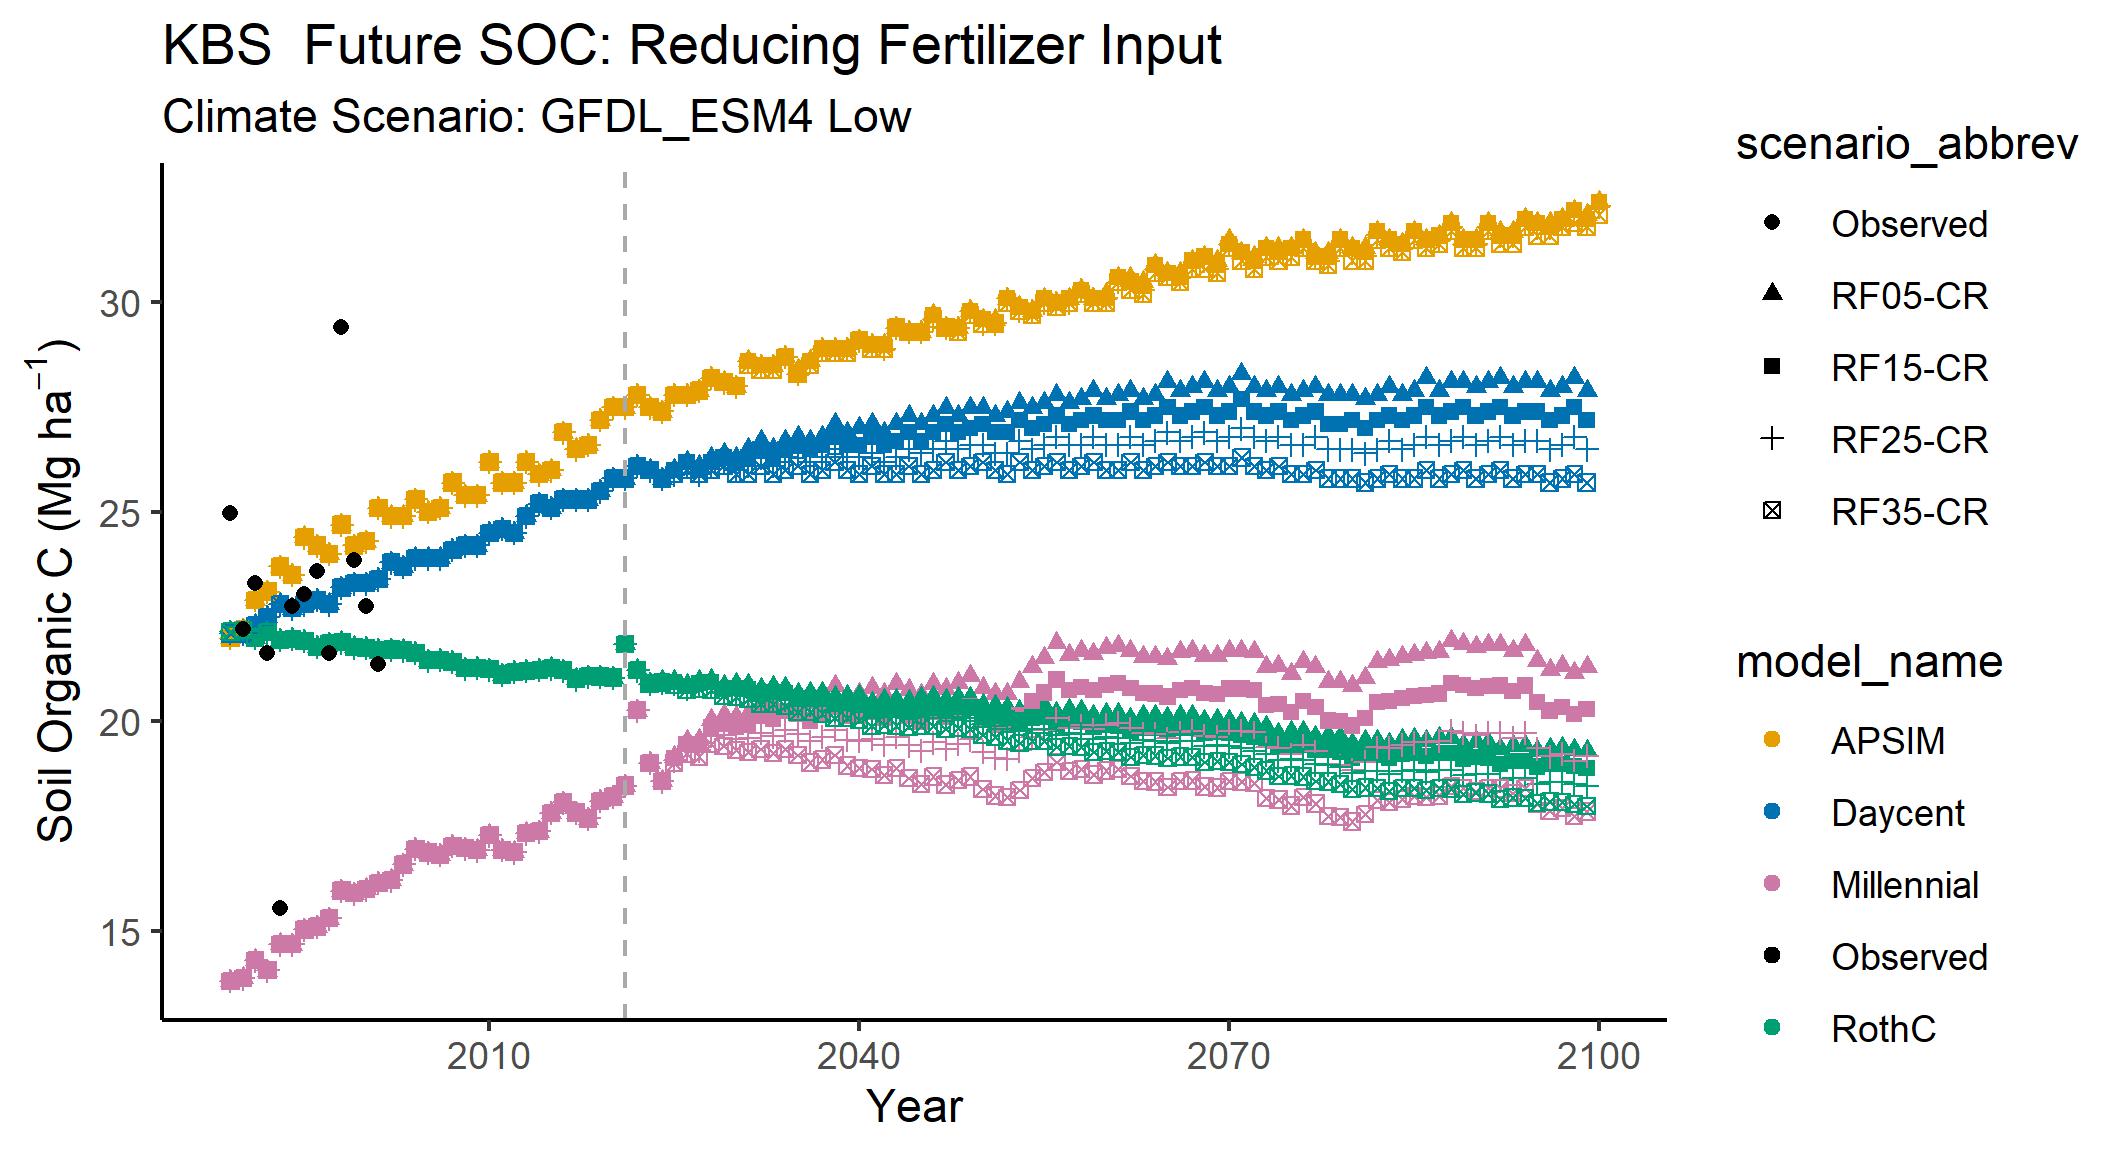 KBS  Future SOC: Reducing Fertilizer Input
Climate Scenario: GFDL_ESM4 Low
Soil Organic C (Mg ha⁻¹)
30
25
20
15
2010
2040
2070
2100
Year
scenario_abbrev
Observed
RF05-CR
RF15-CR
RF25-CR
RF35-CR
model_name
APSIM
Daycent
Millennial
Observed
RothC